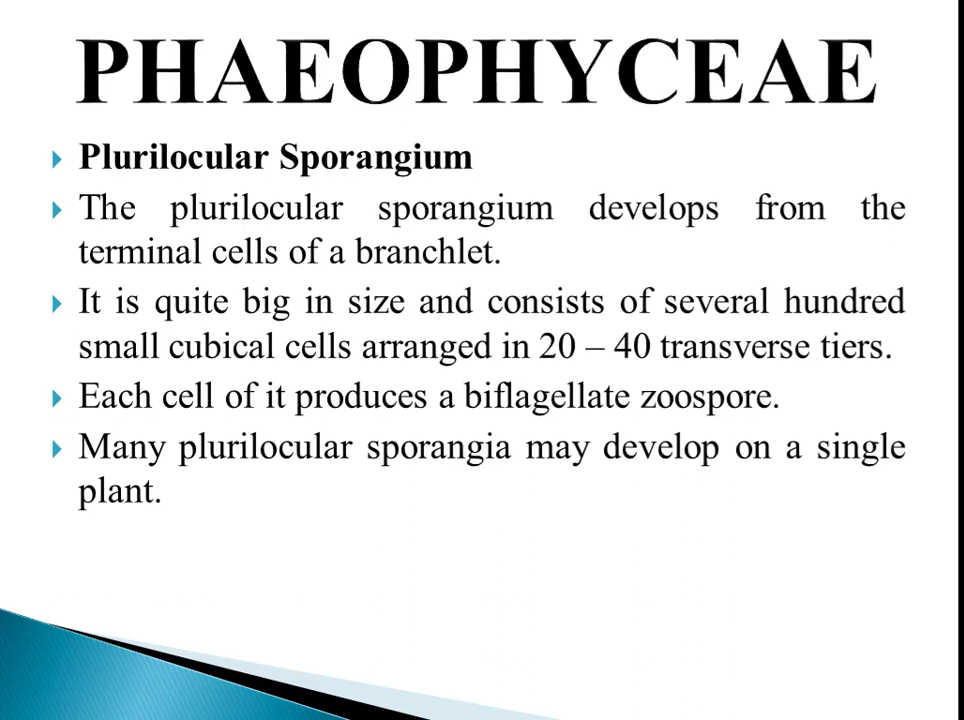 PHAEOPHYCEAE
Plurilocular Sporangium
The plurilocular sporangium develops from the
terminal cells of a branchlet.
It is quite big in size and consists of several hundred
small cubical cells arranged in 20 – 40 transverse tiers.
Each cell of it produces a biflagellate zoospore.
Many plurilocular sporangia may develop on a single
plant.